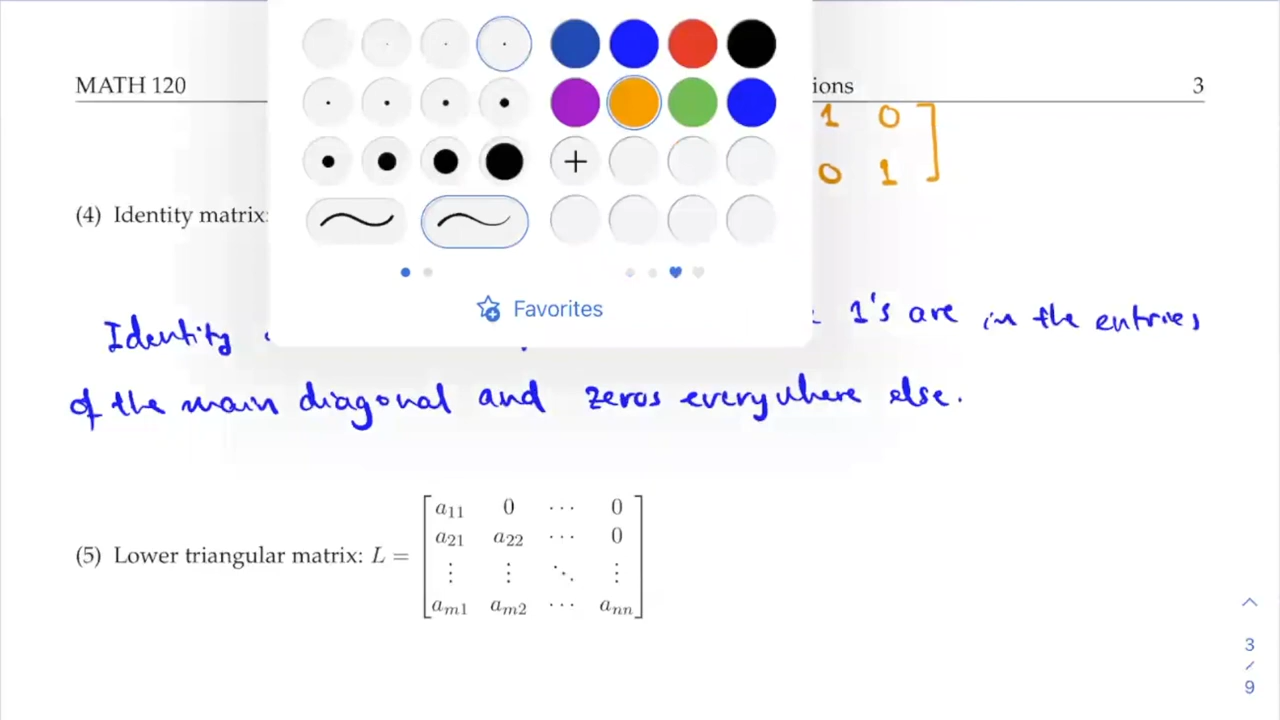 MATH 120 ions 3
1 0
0 1
(4) Identity matrix:
Favorites
Identity 1's are in the entries
of the main diagonal and zeros everywhere else.
a₁₁ 0 ⋯ 0
a₂₁ a₂₂ ⋯ 0
(5) Lower triangular matrix: L =
⋮ ⋮ ⋱ ⋮
aₘ₁ aₘ₂ ⋯ aₙₙ
3
/
9